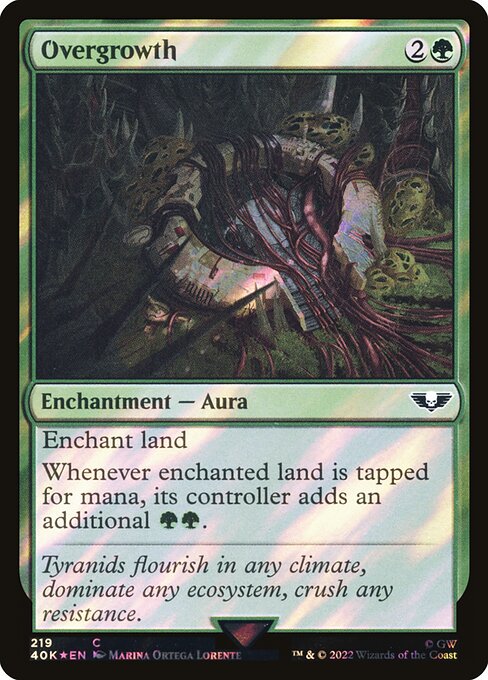 Overgrowth 2
Enchantment — Aura
Enchant land
Whenever enchanted land is tapped
for mana, its controller adds an
additional .
Tyranids flourish in any climate,
dominate any ecosystem, crush any
resistance.
219 C © GW
40K★EN Marina Ortega Lorente ™ & © 2022 Wizards of the Coast